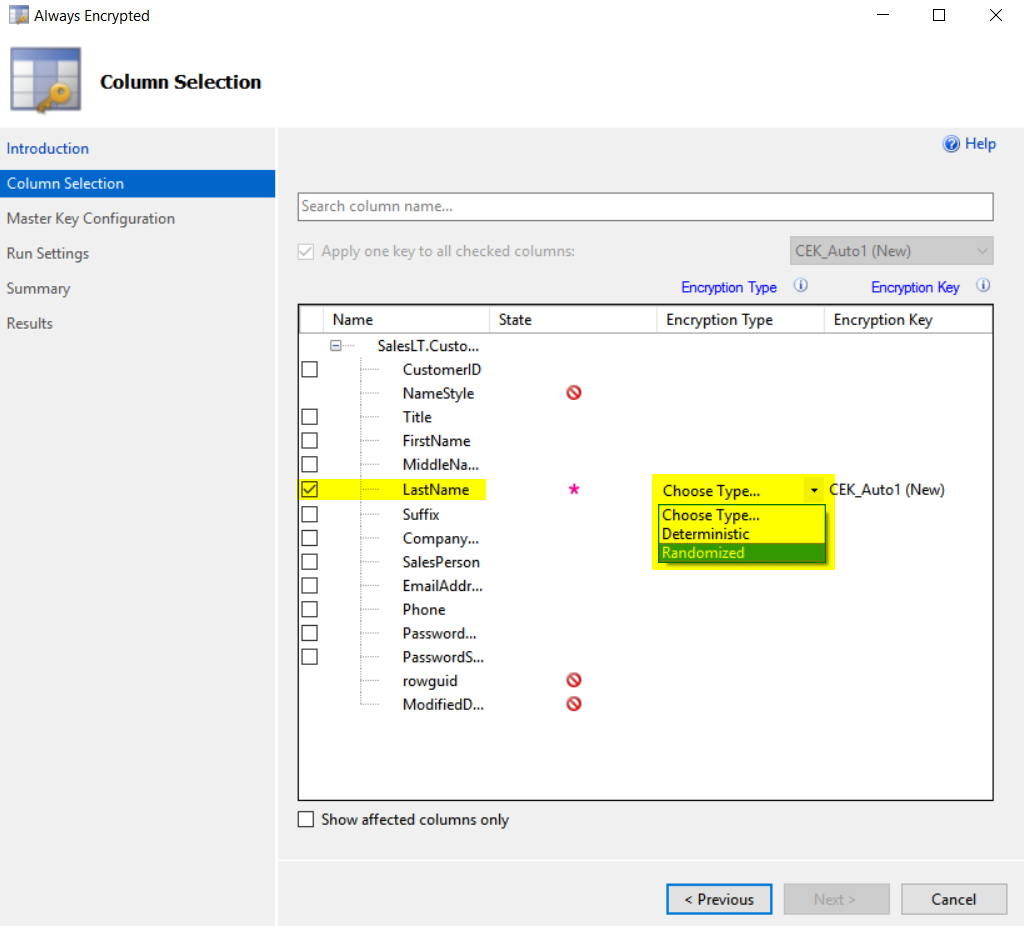 Always Encrypted
Column Selection
Introduction
Column Selection
Master Key Configuration
Run Settings
Summary
Results
Help
Search column name...
Apply one key to all checked columns: CEK_Auto1 (New)
Encryption Type Encryption Key
Name State Encryption Type Encryption Key
SalesLT.Custo...
CustomerID
NameStyle
Title
FirstName
MiddleNa...
LastName * Choose Type... CEK_Auto1 (New)
Choose Type...
Deterministic
Randomized
Suffix
Company...
SalesPerson
EmailAddr...
Phone
Password...
PasswordS...
rowguid
ModifiedD...
Show affected columns only
< Previous Next > Cancel